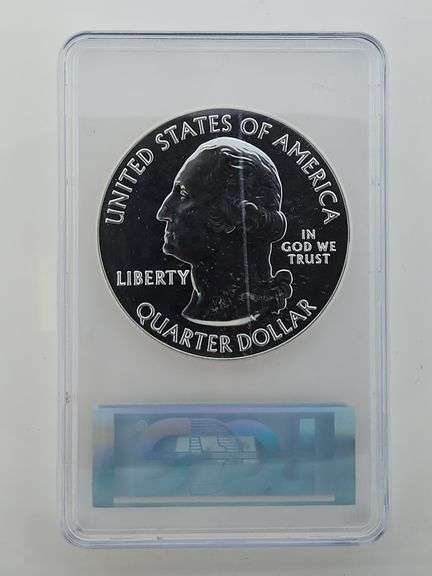 UNITED STATES OF AMERICA
IN
GOD WE
TRUST
LIBERTY
QUARTER DOLLAR